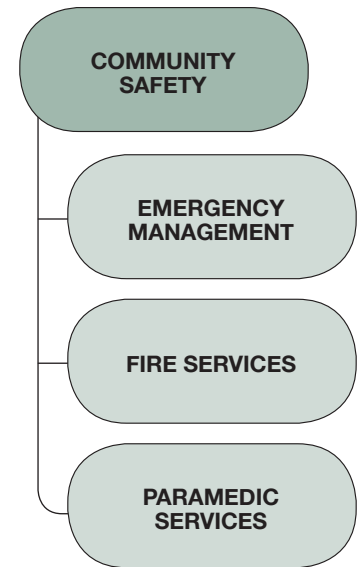 COMMUNITY
SAFETY
EMERGENCY
MANAGEMENT
FIRE SERVICES
PARAMEDIC
SERVICES